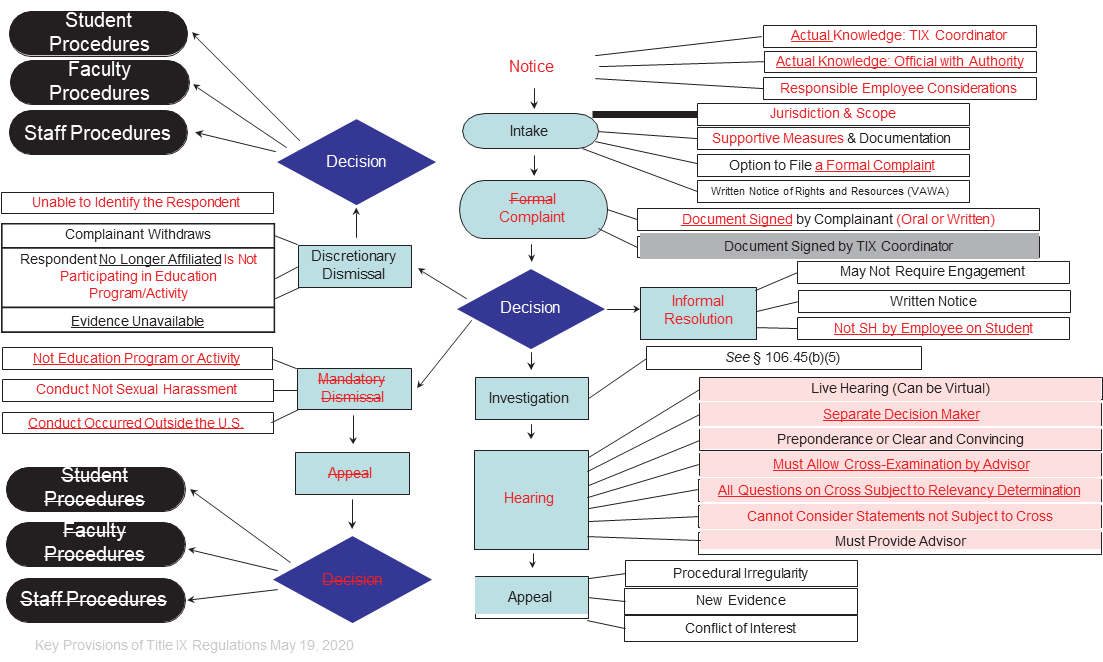 Student
Procedures
Faculty
Procedures
Staff Procedures
Decision
Notice
Actual Knowledge: TIX Coordinator
Actual Knowledge: Official with Authority
Responsible Employee Considerations
Intake
Jurisdiction & Scope
Supportive Measures & Documentation
Option to File a Formal Complaint
Written Notice of Rights and Resources (VAWA)
Formal
Complaint
Document Signed by Complainant (Oral or Written)
Document Signed by TIX Coordinator
Unable to Identify the Respondent
Complainant Withdraws
Respondent No Longer Affiliated Is Not
Participating in Education
Program/Activity
Evidence Unavailable
Discretionary
Dismissal
Decision
Informal
Resolution
May Not Require Engagement
Written Notice
Not SH by Employee on Student
See § 106.45(b)(5)
Not Education Program or Activity
Conduct Not Sexual Harassment
Conduct Occurred Outside the U.S.
Mandatory
Dismissal
Investigation
Live Hearing (Can be Virtual)
Separate Decision Maker
Preponderance or Clear and Convincing
Must Allow Cross-Examination by Advisor
All Questions on Cross Subject to Relevancy Determination
Cannot Consider Statements not Subject to Cross
Must Provide Advisor
Hearing
Appeal
Student
Procedures
Faculty
Procedures
Staff Procedures
Decision
Appeal
Procedural Irregularity
New Evidence
Conflict of Interest
Key Provisions of Title IX Regulations May 19, 2020